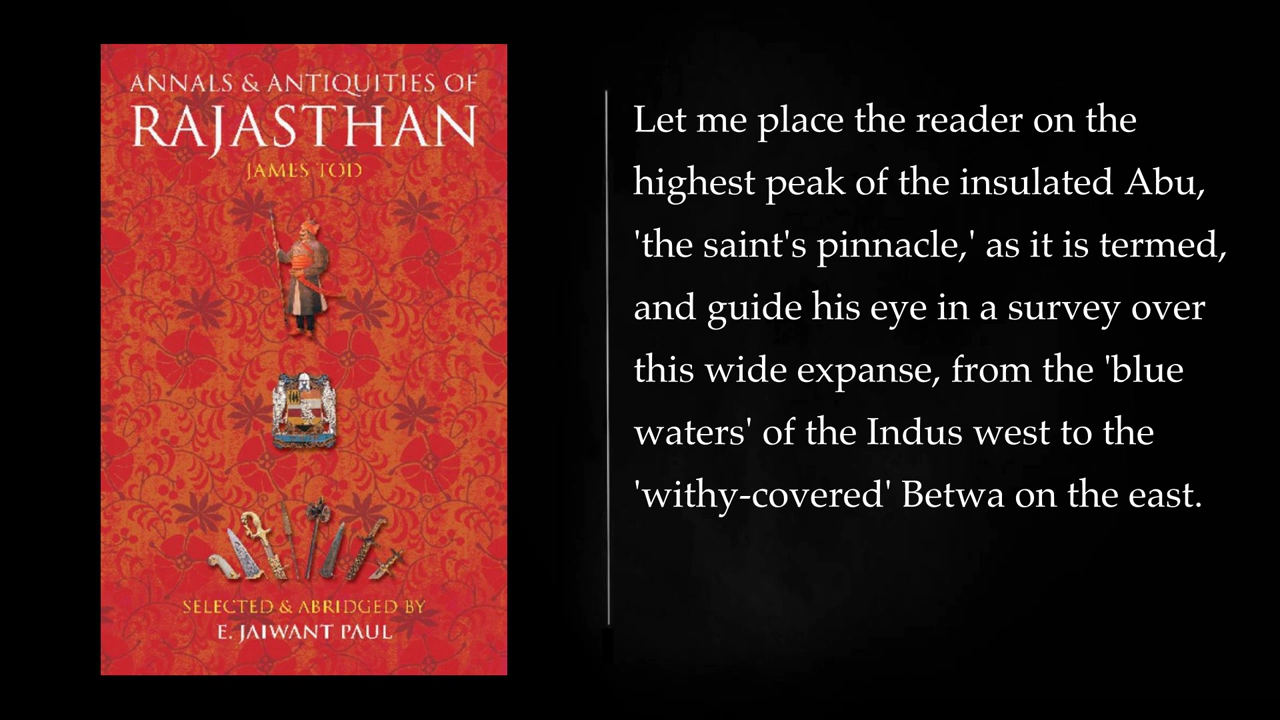 ANNALS & ANTIQUITIES OF
RAJASTHAN
JAMES TOD
SELECTED & ABRIDGED BY
E. JAIWANT PAUL
Let me place the reader on the
highest peak of the insulated Abu,
'the saint's pinnacle,' as it is termed,
and guide his eye in a survey over
this wide expanse, from the 'blue
waters' of the Indus west to the
'withy-covered' Betwa on the east.